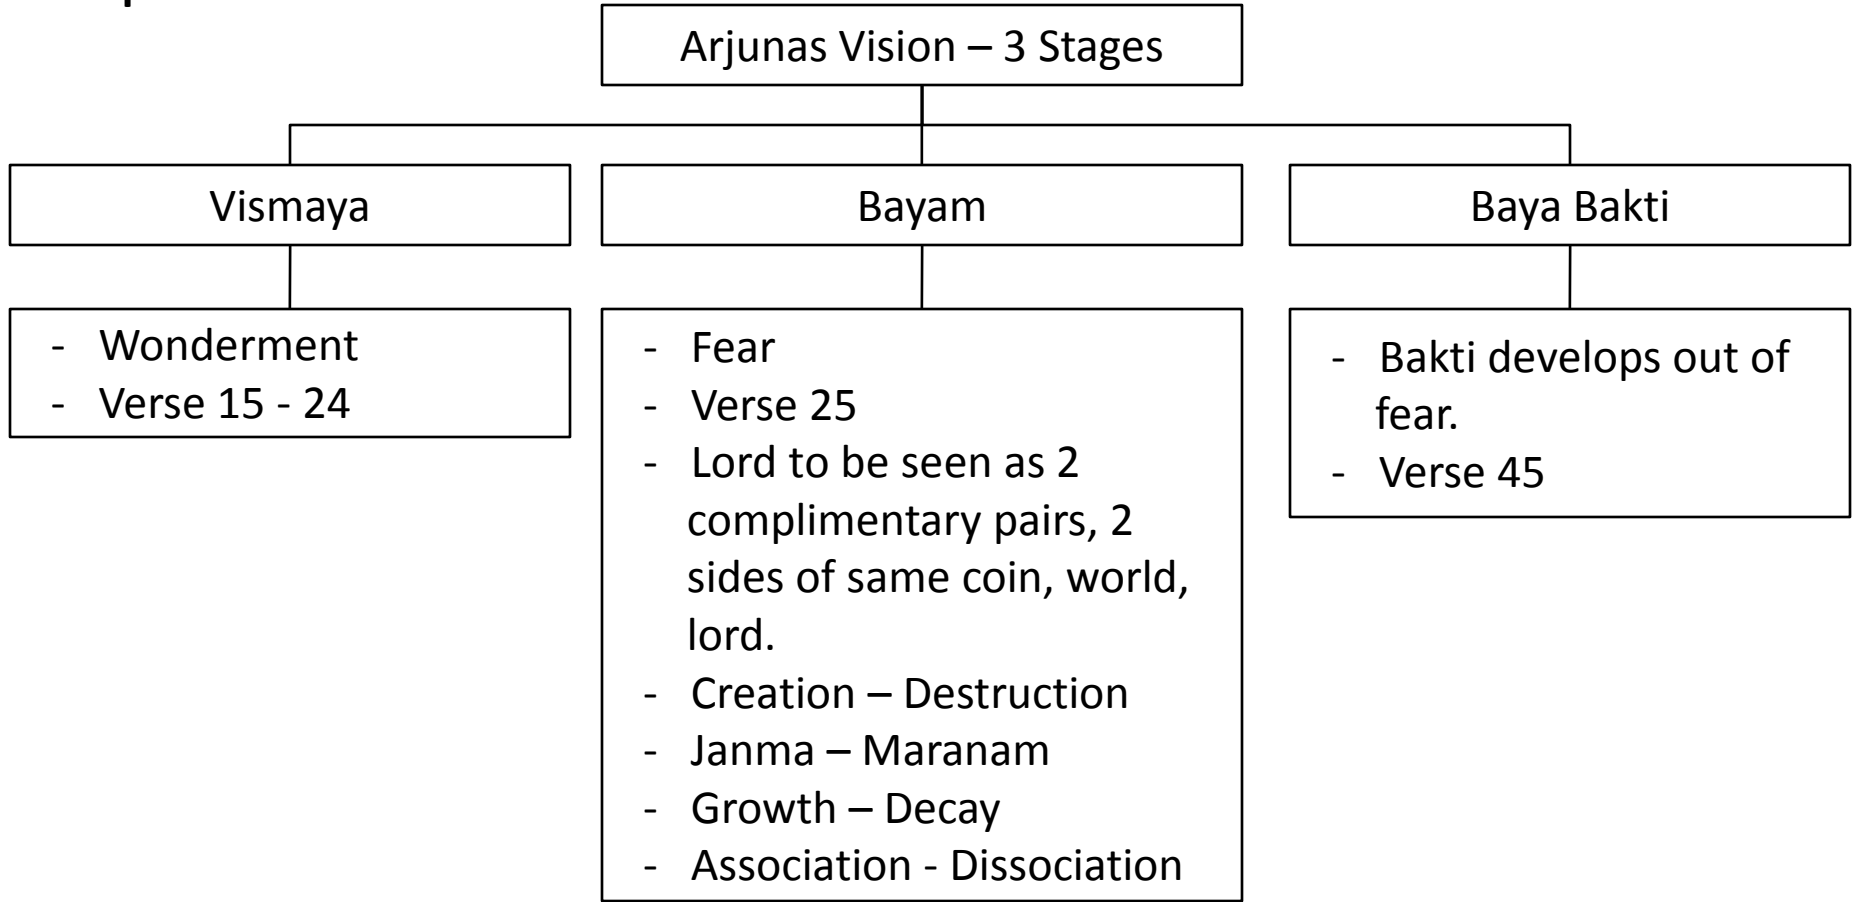 Arjunas Vision – 3 Stages
Vismaya
Bayam
Baya Bakti
- Wonderment
- Verse 15 - 24
- Fear
- Verse 25
- Lord to be seen as 2
complimentary pairs, 2
sides of same coin, world,
lord.
- Creation – Destruction
- Janma – Maranam
- Growth – Decay
- Association - Dissociation
- Bakti develops out of
fear.
- Verse 45